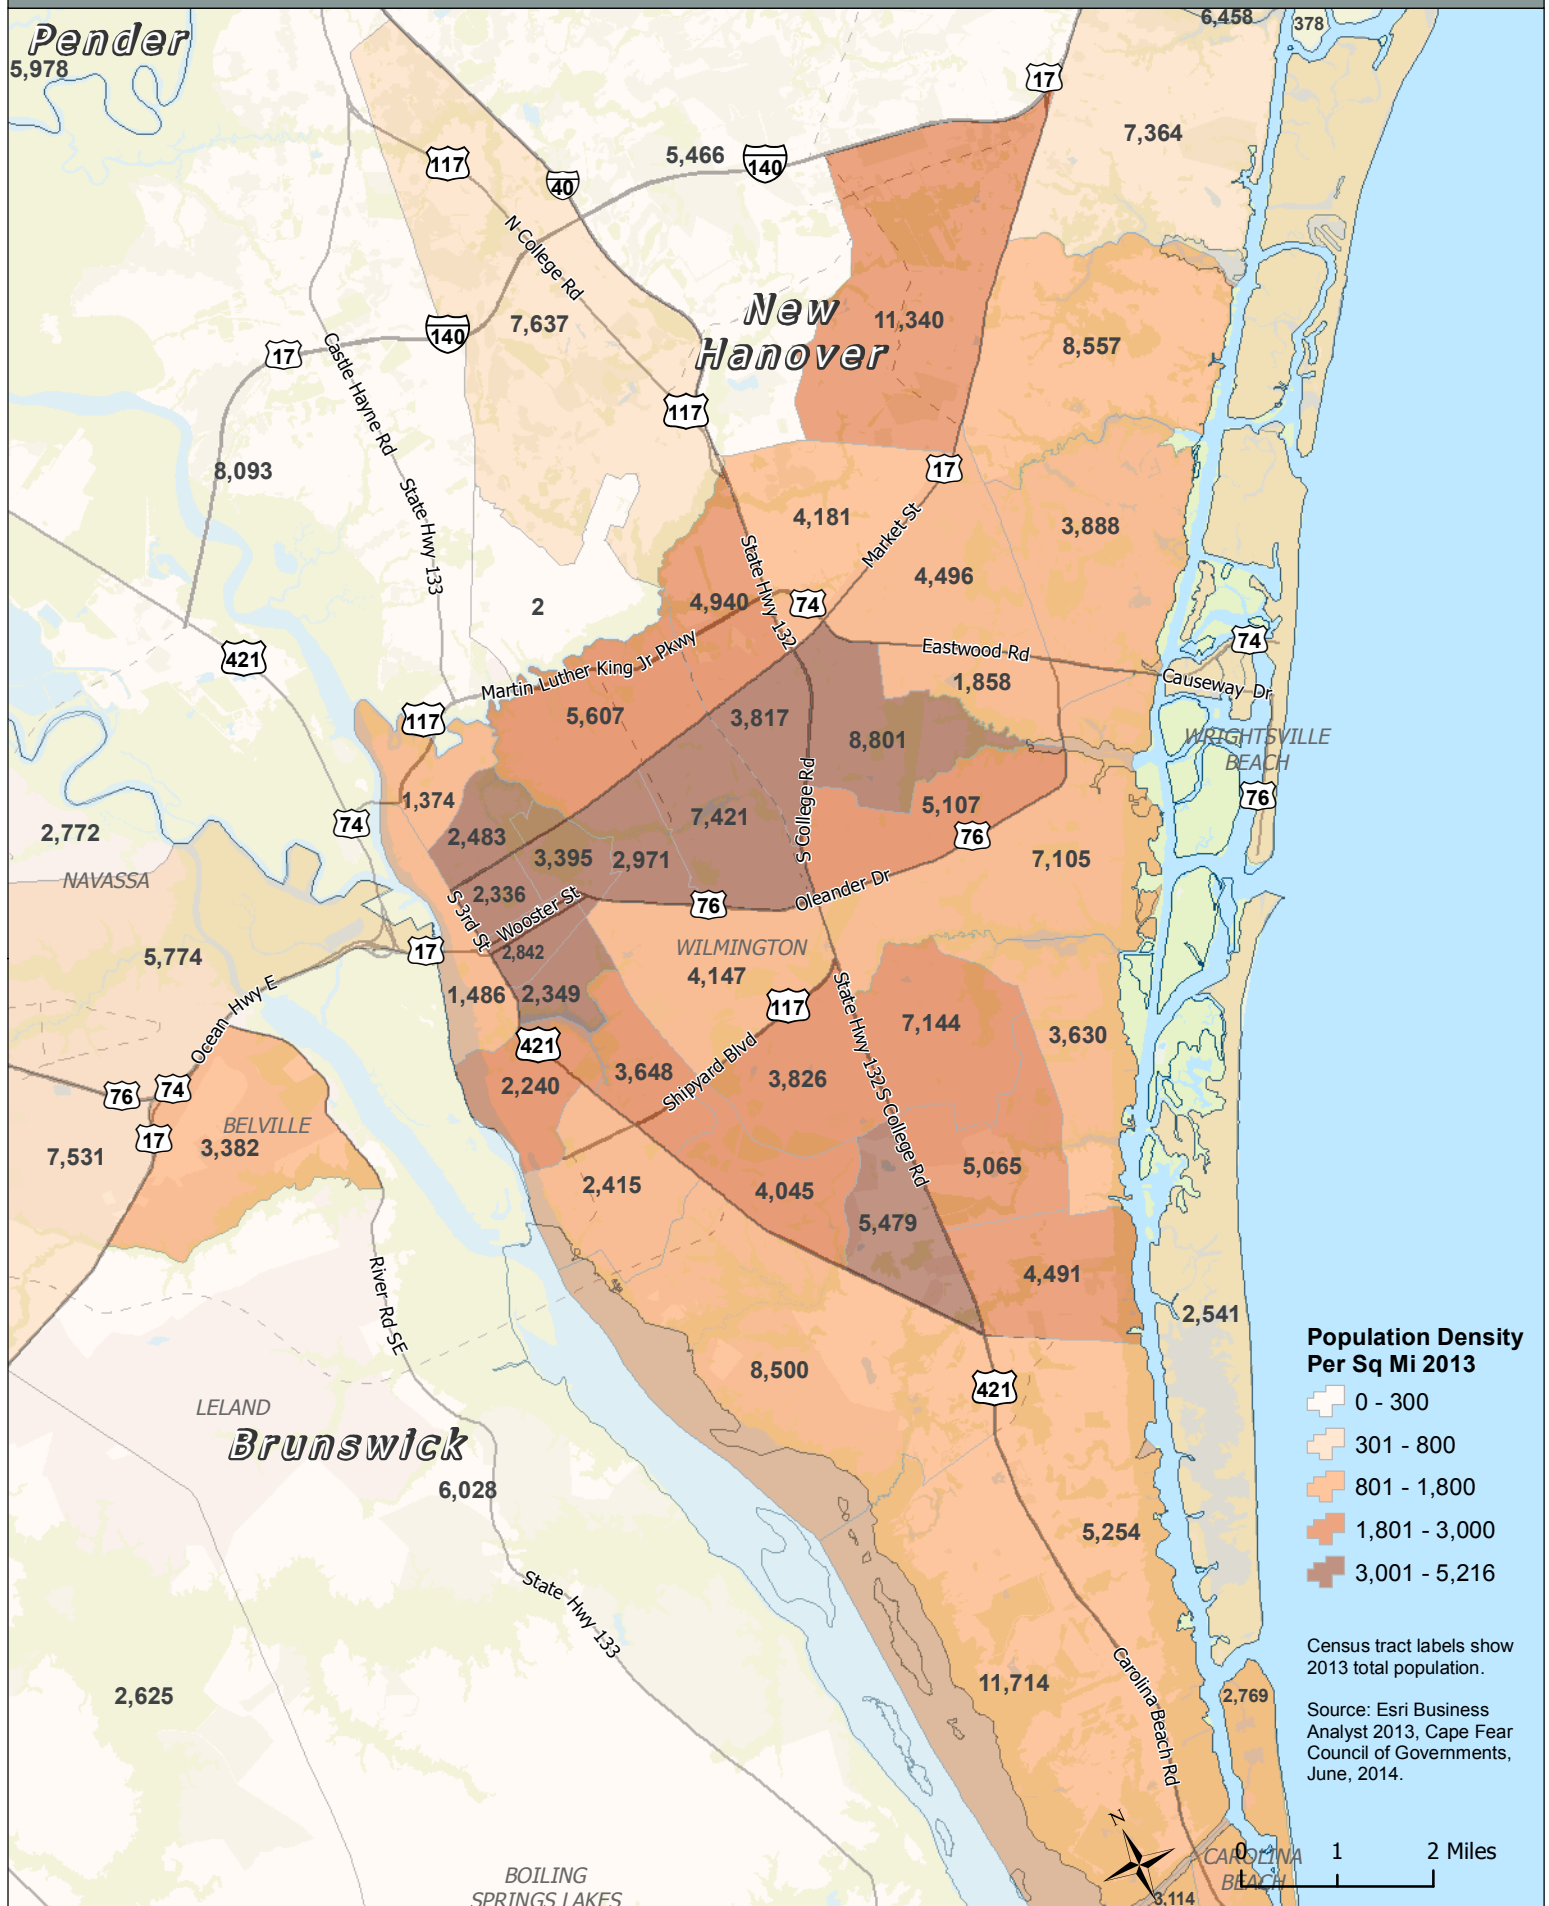 6,458
378
Pender
5,978
17
7,364
117
5,466
140
40
N College Rd
New
Hanover
11,340
7,637
140
17
8,557
Castle Hayne Rd
117
8,093
17
State Hwy 133
4,181
Market St
3,888
State Hwy 132
4,496
2
4,940
74
421
Martin Luther King Jr Pkwy
Eastwood Rd
74
1,858
Causeway Dr
117
5,607
3,817
8,801
WRIGHTSVILLE
BEACH
1,374
S College Rd
5,107
76
74
2,772
2,483
7,421
76
3,395
2,971
7,105
NAVASSA
2,336
76
Oleander Dr
S 3rd St
Wooster St
17
2,842
WILMINGTON
5,774
4,147
Ocean Hwy E
1,486
2,349
117
State Hwy 132
7,144
3,630
421
3,648
Shipyard Blvd
3,826
S College Rd
76
74
2,240
BELVILLE
17
3,382
7,531
2,415
4,045
5,065
5,479
River Rd SE
4,491
2,541
8,500
421
LELAND
Brunswick
6,028
5,254
State Hwy 133
2,625
11,714
Carolina Beach Rd
2,769
Population Density
Per Sq Mi 2013
0 - 300
301 - 800
801 - 1,800
1,801 - 3,000
3,001 - 5,216
Census tract labels show
2013 total population.
Source: Esri Business
Analyst 2013, Cape Fear
Council of Governments,
June, 2014.
N
0 1 2 Miles
CAROLINA
BEACH
3,114
BOILING
SPRINGS LAKES